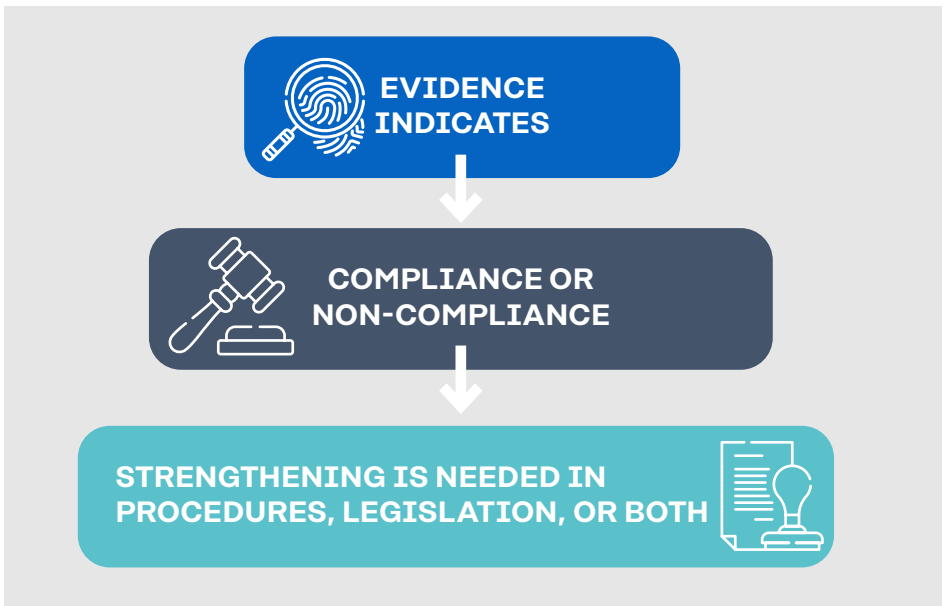 EVIDENCE
INDICATES
COMPLIANCE OR
NON-COMPLIANCE
STRENGTHENING IS NEEDED IN
PROCEDURES, LEGISLATION, OR BOTH